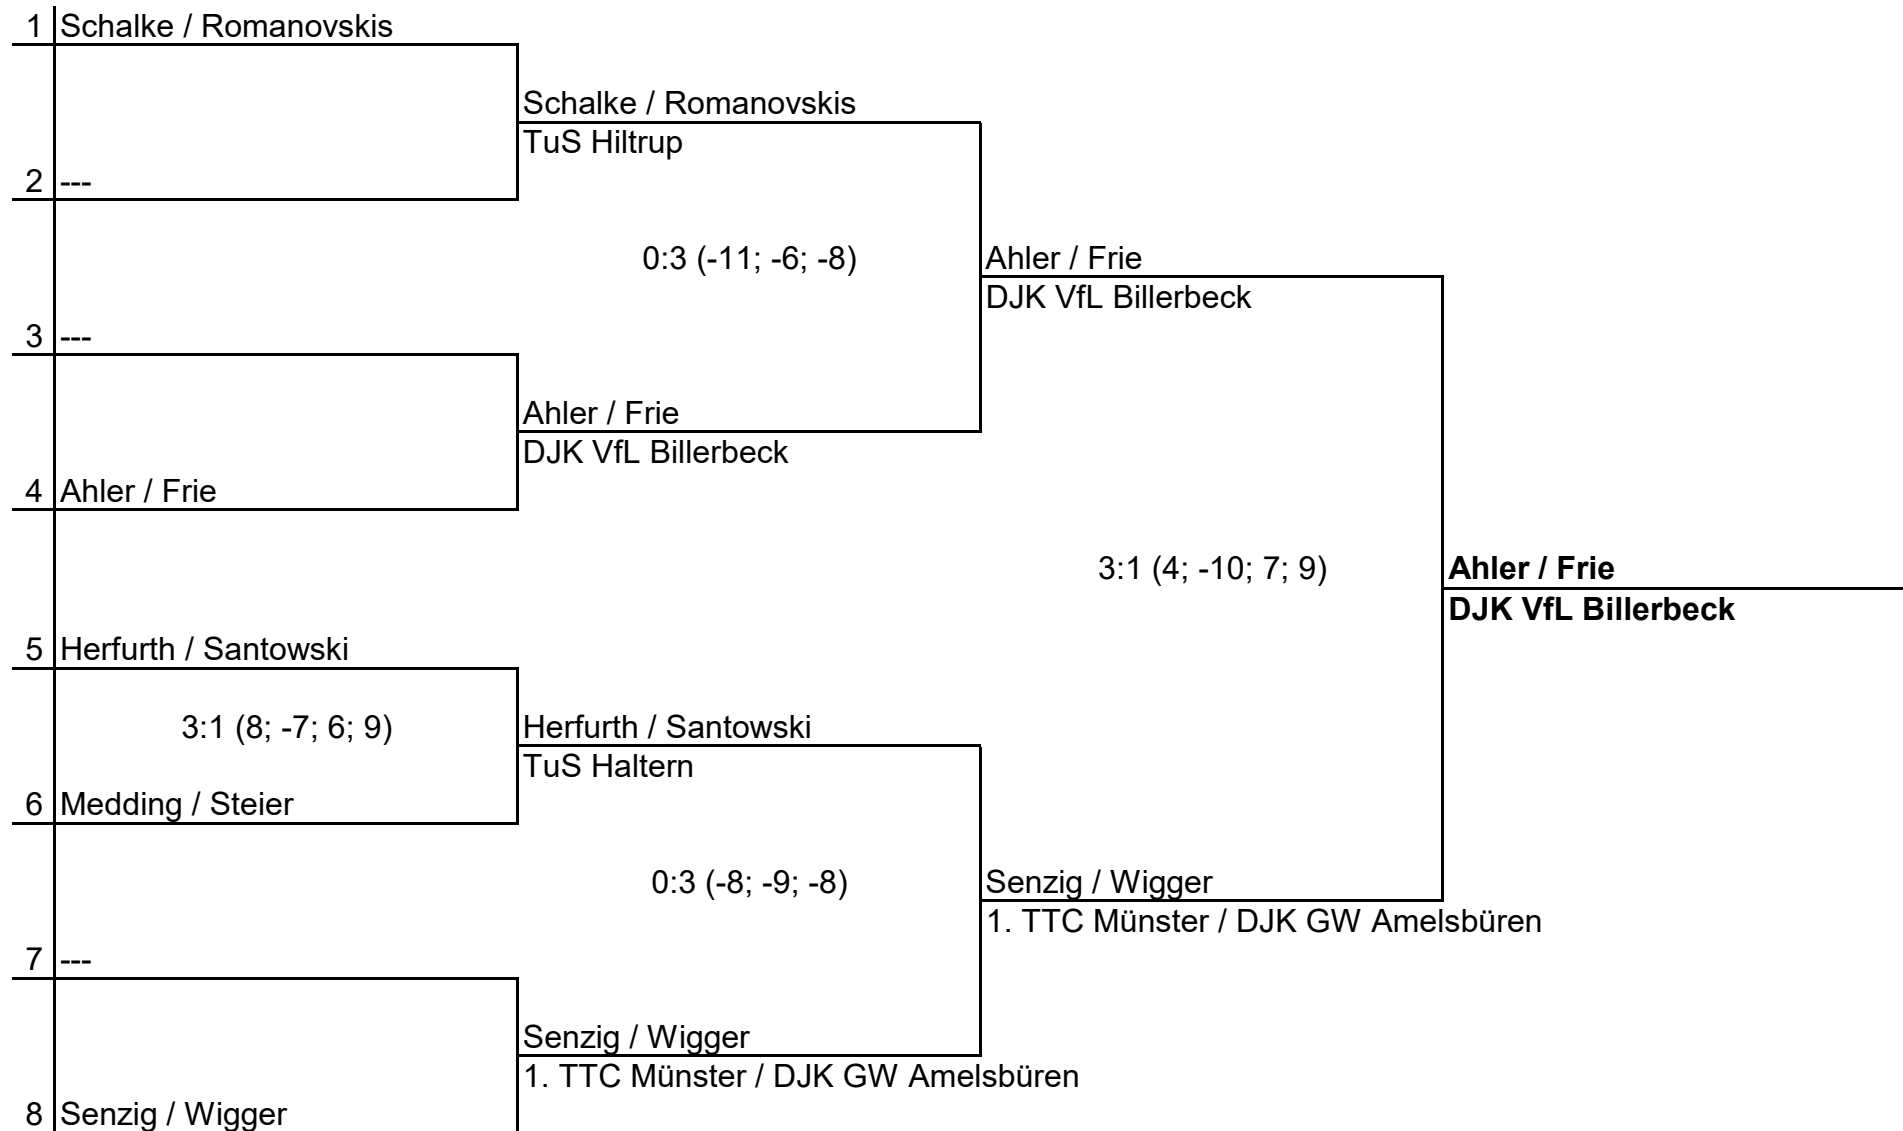 1 Schalke / Romanovskis
Schalke / Romanovskis
TuS Hiltrup
2 ---
0:3 (-11; -6; -8)
Ahler / Frie
DJK VfL Billerbeck
3 ---
Ahler / Frie
DJK VfL Billerbeck
4 Ahler / Frie
3:1 (4; -10; 7; 9)
Ahler / Frie
DJK VfL Billerbeck
5 Herfurth / Santowski
3:1 (8; -7; 6; 9)
Herfurth / Santowski
TuS Haltern
6 Medding / Steier
0:3 (-8; -9; -8)
Senzig / Wigger
1. TTC Münster / DJK GW Amelsbüren
7 ---
Senzig / Wigger
1. TTC Münster / DJK GW Amelsbüren
8 Senzig / Wigger